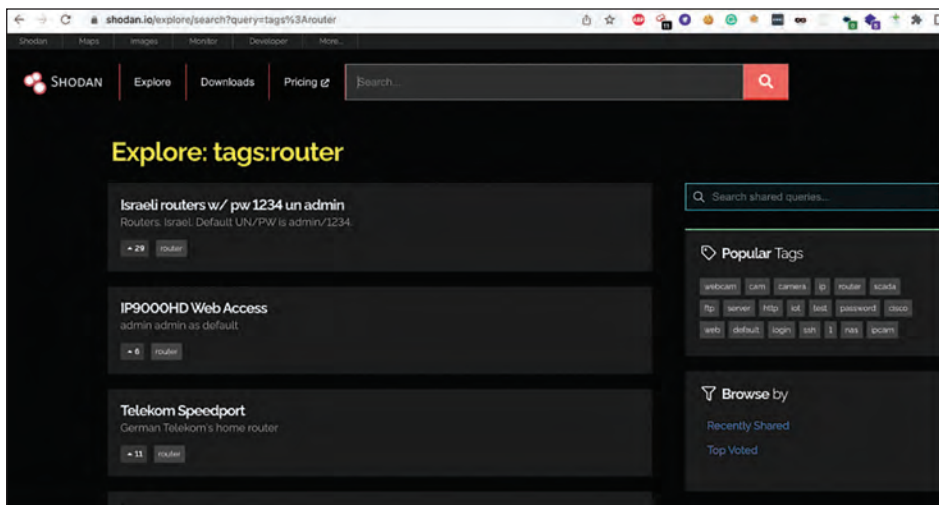 shodan.io/explore/search?query=tags%3Arouter
Shodan Maps Images Monitor Developer More...
SHODAN Explore Downloads Pricing Search...
Explore: tags:router
Israeli routers w/ pw 1234 un admin
Routers. Israel. Default UN/PW is admin/1234.
29 router
IP9000HD Web Access
admin admin as default
6 router
Telekom Speedport
German Telekom's home router
11 router
Search shared queries...
Popular Tags
webcam cam camera ip router scada
ftp server http iot test password cisco
web default login ssh 1 nas ipcam
Browse by
Recently Shared
Top Voted